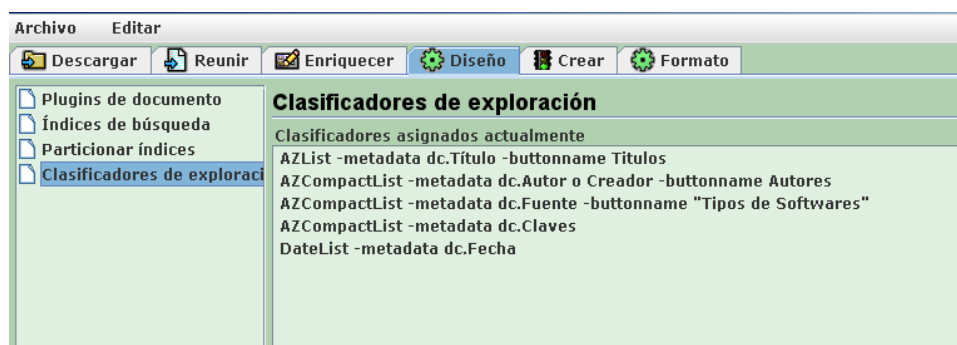 Archivo Editar
Descargar Reunir Enriquecer Diseño Crear Formato
Plugins de documento
Índices de búsqueda
Particionar índices
Clasificadores de exploraci
Clasificadores de exploración
Clasificadores asignados actualmente
AZList -metadata dc.Título -buttonname Titulos
AZCompactList -metadata dc.Autor o Creador -buttonname Autores
AZCompactList -metadata dc.Fuente -buttonname "Tipos de Softwares"
AZCompactList -metadata dc.Claves
DateList -metadata dc.Fecha